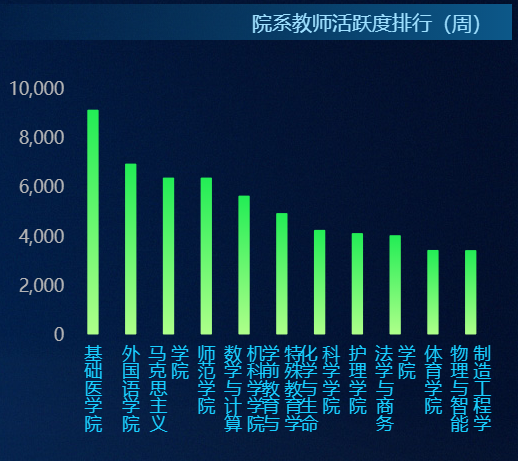 院系教师活跃度排行（周）
10,000
8,000
6,000
4,000
2,000
0
基础医学院
外国语学院
马克思主义
学院
师范学院
数学与计算
机科学学院
学前教育与
特殊教育学
化学与生命
科学学院
护理学院
法学与商务
学院
体育学院
物理与智能
制造工程学